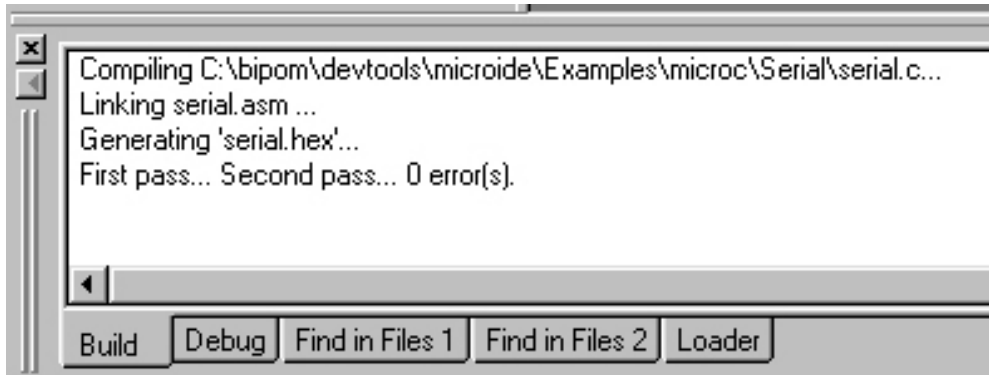 Compiling C:\bipom\devtools\microide\Examples\microc\Serial\serial.c...
Linking serial.asm ...
Generating 'serial.hex'...
First pass... Second pass... 0 error(s).
Build Debug Find in Files 1 Find in Files 2 Loader